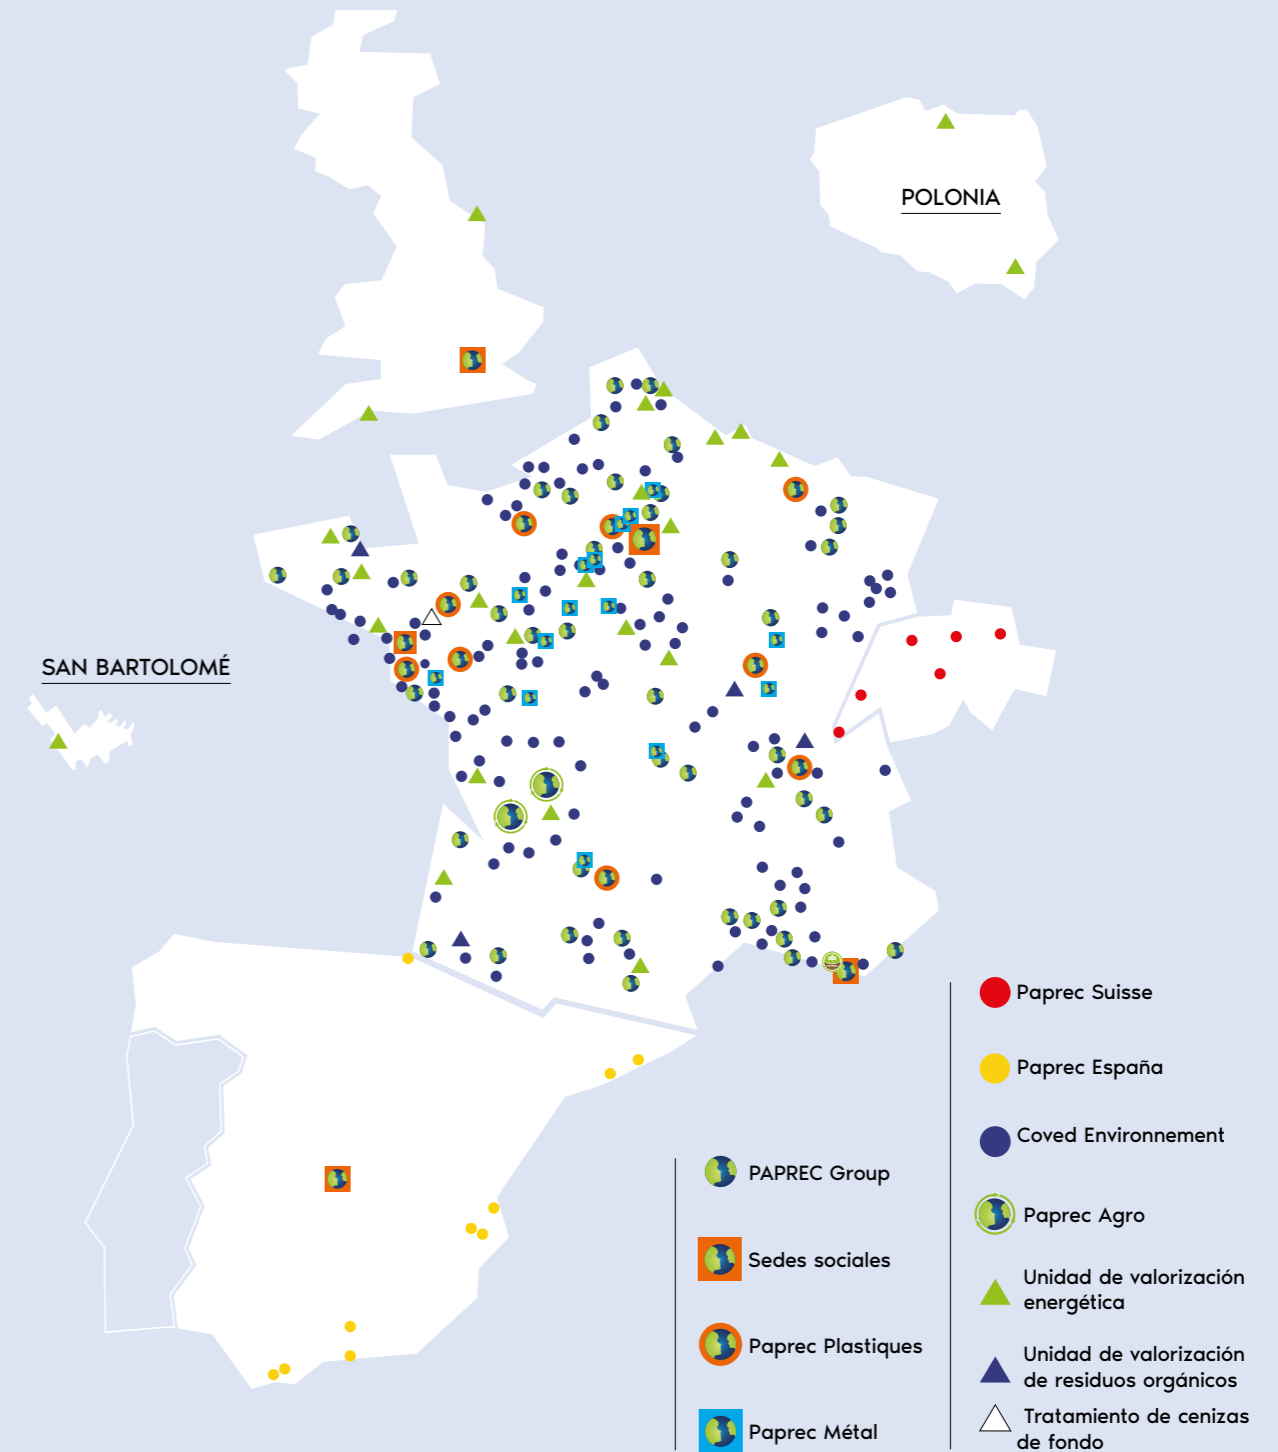 POLONIA
SAN BARTOLOMÉ
PAPREC Group
Sedes sociales
Paprec Plastiques
Paprec Métal
Paprec Suisse
Paprec España
Coved Environnement
Paprec Agro
Unidad de valorización
energética
Unidad de valorización
de residuos orgánicos
Tratamiento de cenizas
de fondo